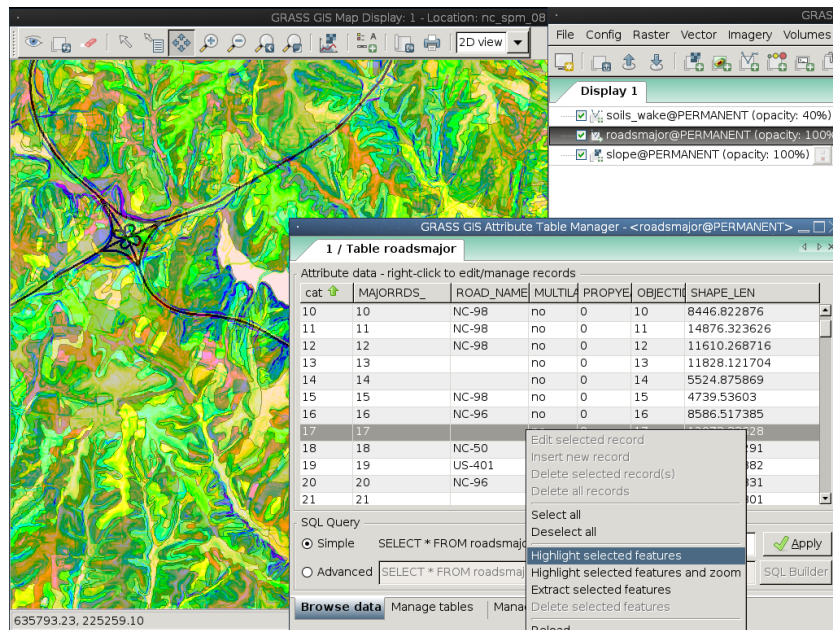 GRASS GIS Map Display: 1 - Location: nc_spm_08
2D view
635793.23, 225259.10
GRAS
File Config Raster Vector Imagery Volumes
Display 1
soils_wake@PERMANENT (opacity: 40%)
roadsmajor@PERMANENT (opacity: 100%
slope@PERMANENT (opacity: 100%)
GRASS GIS Attribute Table Manager - <roadsmajor@PERMANENT>
1 / Table roadsmajor
Attribute data - right-click to edit/manage records
cat MAJORRDS_ ROAD_NAME MULTILA PROPYE OBJECTID SHAPE_LEN
10 10 NC-98 no 0 10 8446.822876
11 11 NC-98 no 0 11 14876.323626
12 12 NC-98 no 0 12 11610.268716
13 13 no 0 13 11828.121704
14 14 no 0 14 5524.875869
15 15 NC-98 no 0 15 4739.53603
16 16 NC-96 no 0 16 8586.517385
17 17
18 18 NC-50 291
19 19 US-401 382
20 20 NC-96 331
21 21 301
Edit selected record
Insert new record
Delete selected record(s)
Delete all records
Select all
Deselect all
Highlight selected features
Highlight selected features and zoom
Extract selected features
Delete selected features
Reload
SQL Query
Simple SELECT * FROM roadsmajo
Apply
Advanced SELECT * FROM roadsmaj
SQL Builder
Browse data Manage tables Mana